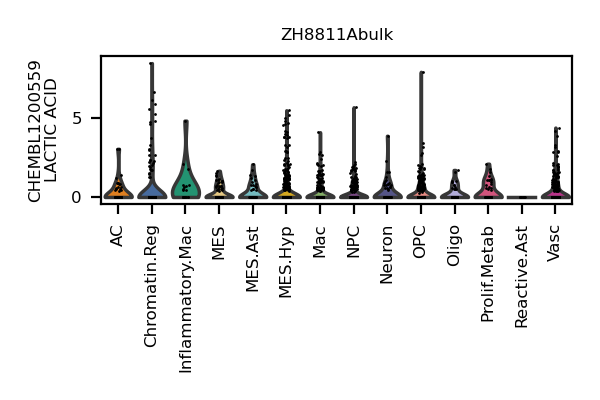 ZH8811Abulk
CHEMBL1200559
LACTIC ACID
5
0
AC
Chromatin.Reg
Inflammatory.Mac
MES
MES.Ast
MES.Hyp
Mac
NPC
Neuron
OPC
Oligo
Prolif.Metab
Reactive.Ast
Vasc